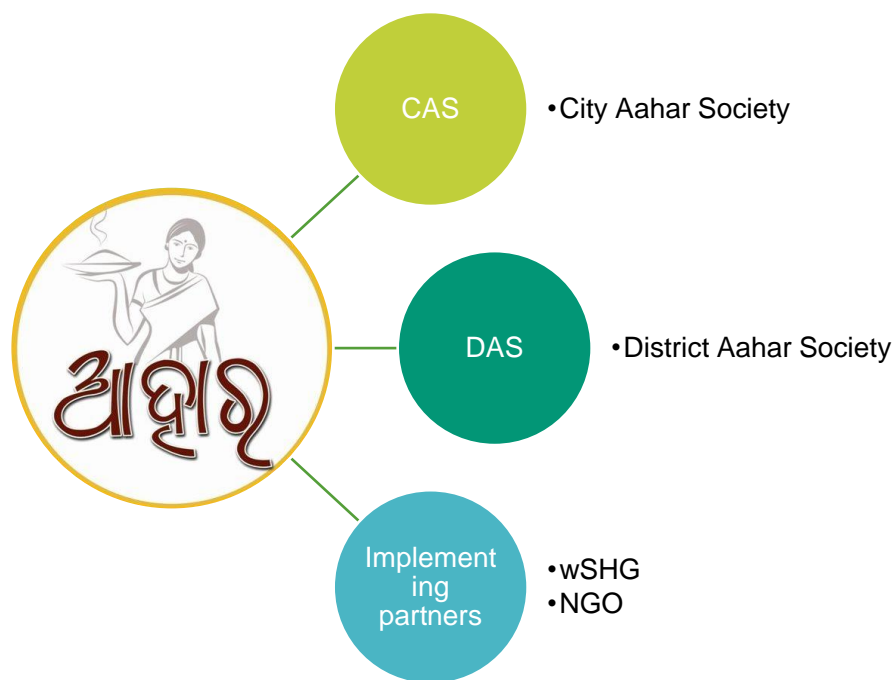 CAS
•City Aahar Society
ଆହାର
DAS
•District Aahar Society
Implement
ing
partners
•wSHG
•NGO